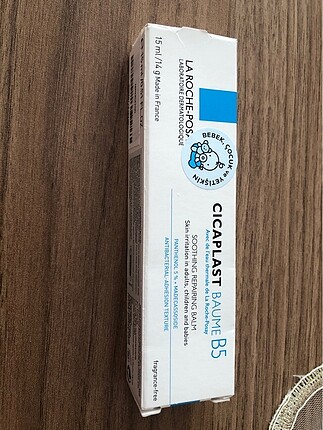 LA ROCHE-POS
LABORATOIRE DERMATOLOGIQUE
BEBEK, ÇOCUK ve YETİŞKİN
CICAPLAST BAUME B5
Avec de l'eau thermale de La Roche-Posay
SOOTHING REPAIRING BALM
Skin irritation in adults, children and babies
PANTHENOL 5 % + MADECASSOSIDE
ANTIBACTERIAL-ADHESION TEXTURE
15 ml / 14 g Made in France
fragrance-free